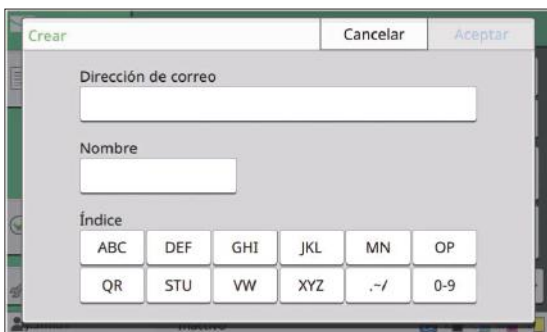 Crear Cancelar Aceptar
Dirección de correo
Nombre
Índice
ABC DEF GHI JKL MN OP
QR STU VW XYZ .~/ 0-9